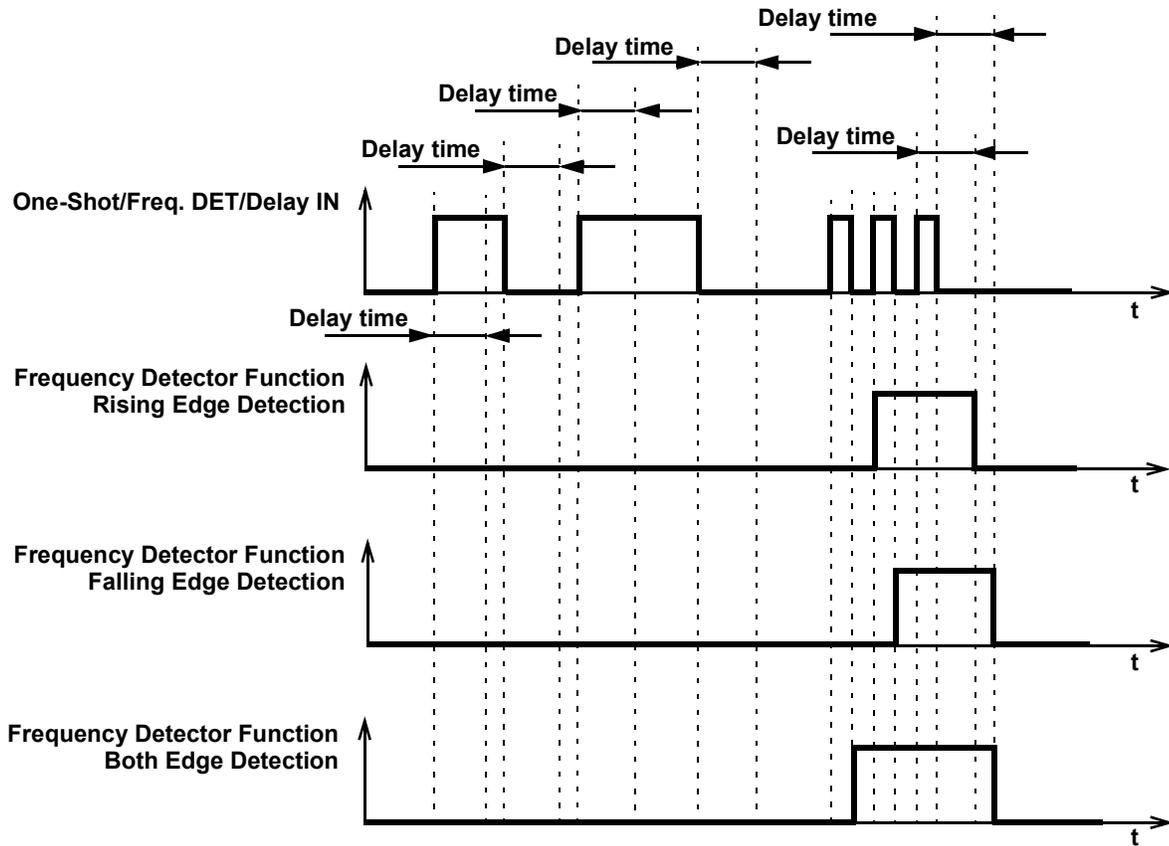 Delay time
Delay time
Delay time
Delay time
Delay time
One-Shot/Freq. DET/Delay IN
t
Delay time
Frequency Detector Function
Rising Edge Detection
t
Frequency Detector Function
Falling Edge Detection
t
Frequency Detector Function
Both Edge Detection
t